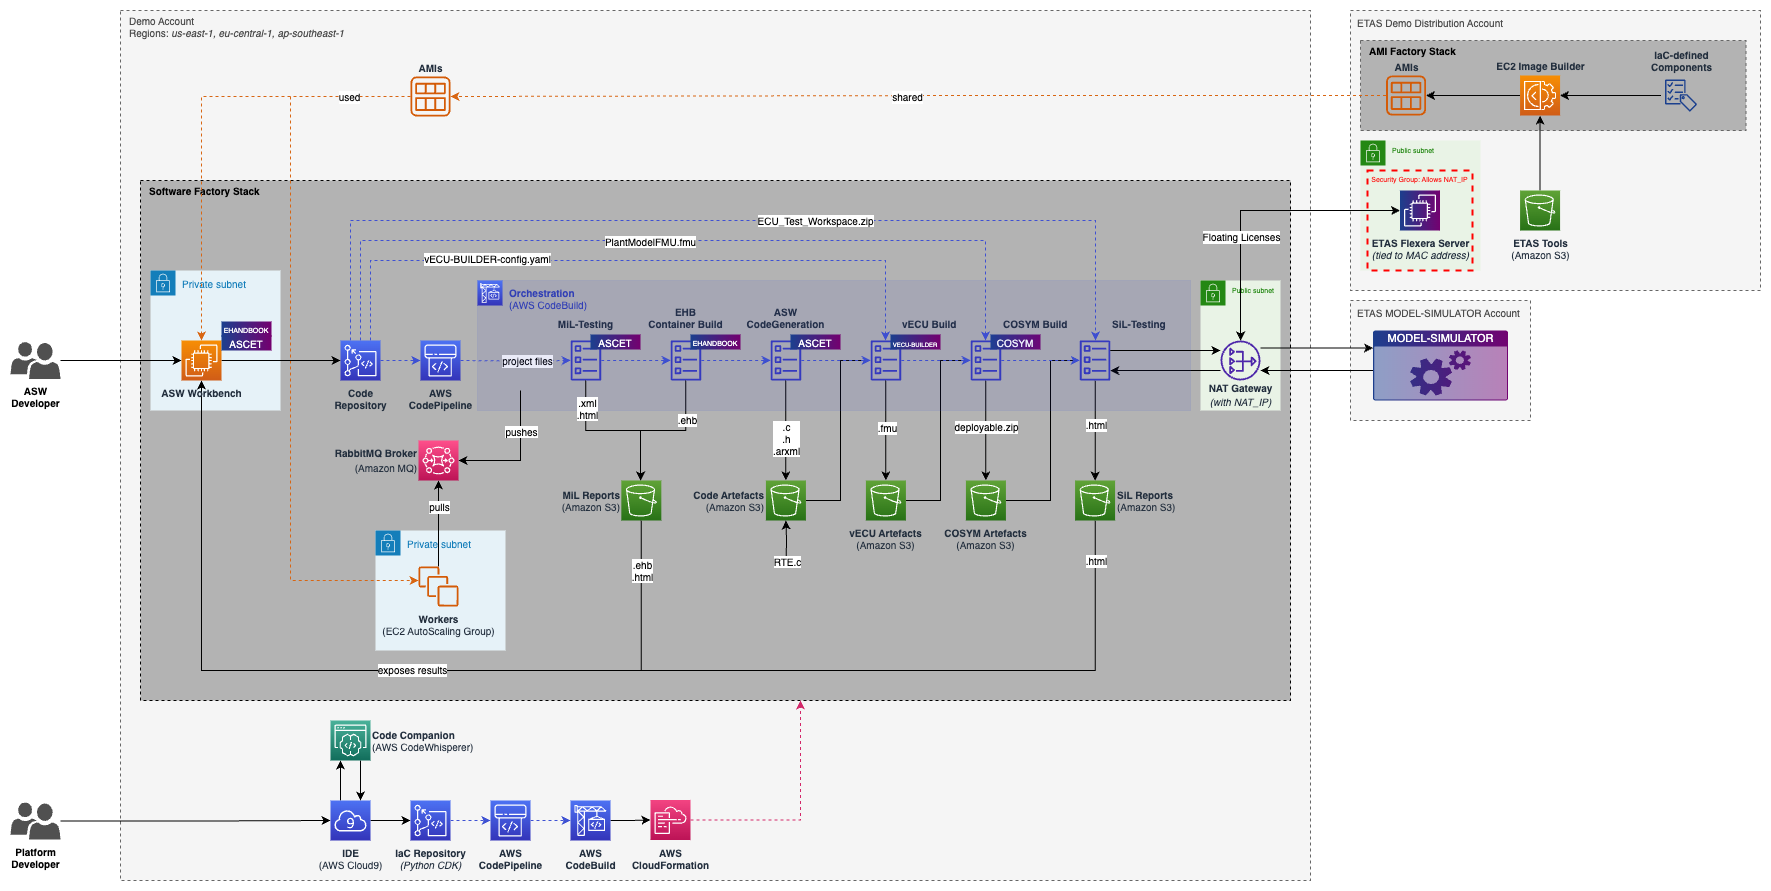 Demo Account
Regions: us-east-1, eu-central-1, ap-southeast-1
AMIs
used
shared
ETAS Demo Distribution Account
AMI Factory Stack
AMIs
EC2 Image Builder
IaC-defined
Components
Public subnet
Security Group: Allows NAT_IP
ETAS Flexera Server
(tied to MAC address)
ETAS Tools
(Amazon S3)
Floating Licenses
ETAS MODEL-SIMULATOR Account
MODEL-SIMULATOR
Software Factory Stack
ECU_Test_Workspace.zip
PlantModelFMU.fmu
vECU-BUILDER-config.yaml
Private subnet
EHANDBOOK
ASCET
ASW Workbench
ASW
Developer
Code
Repository
AWS
CodePipeline
Orchestration
(AWS CodeBuild)
project files
MiL-Testing
ASCET
EHB
Container Build
EHANDBOOK
ASW
CodeGeneration
ASCET
vECU Build
VECU-BUILDER
COSYM Build
COSYM
SiL-Testing
Public subnet
NAT Gateway
(with NAT_IP)
pushes
RabbitMQ Broker
(Amazon MQ)
pulls
Private subnet
Workers
(EC2 AutoScaling Group)
.xml
.html
.ehb
.c
.h
.arxml
.fmu
deployable.zip
.html
MiL Reports
(Amazon S3)
Code Artefacts
(Amazon S3)
vECU Artefacts
(Amazon S3)
COSYM Artefacts
(Amazon S3)
SiL Reports
(Amazon S3)
RTE.c
.ehb
.html
.html
exposes results
Code Companion
(AWS CodeWhisperer)
Platform
Developer
9
IDE
(AWS Cloud9)
IaC Repository
(Python CDK)
AWS
CodePipeline
AWS
CodeBuild
AWS
CloudFormation